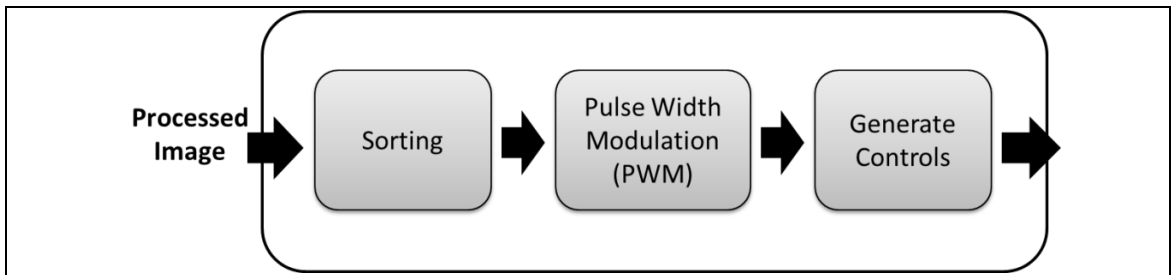 Processed
Image
Sorting
Pulse Width
Modulation
(PWM)
Generate
Controls